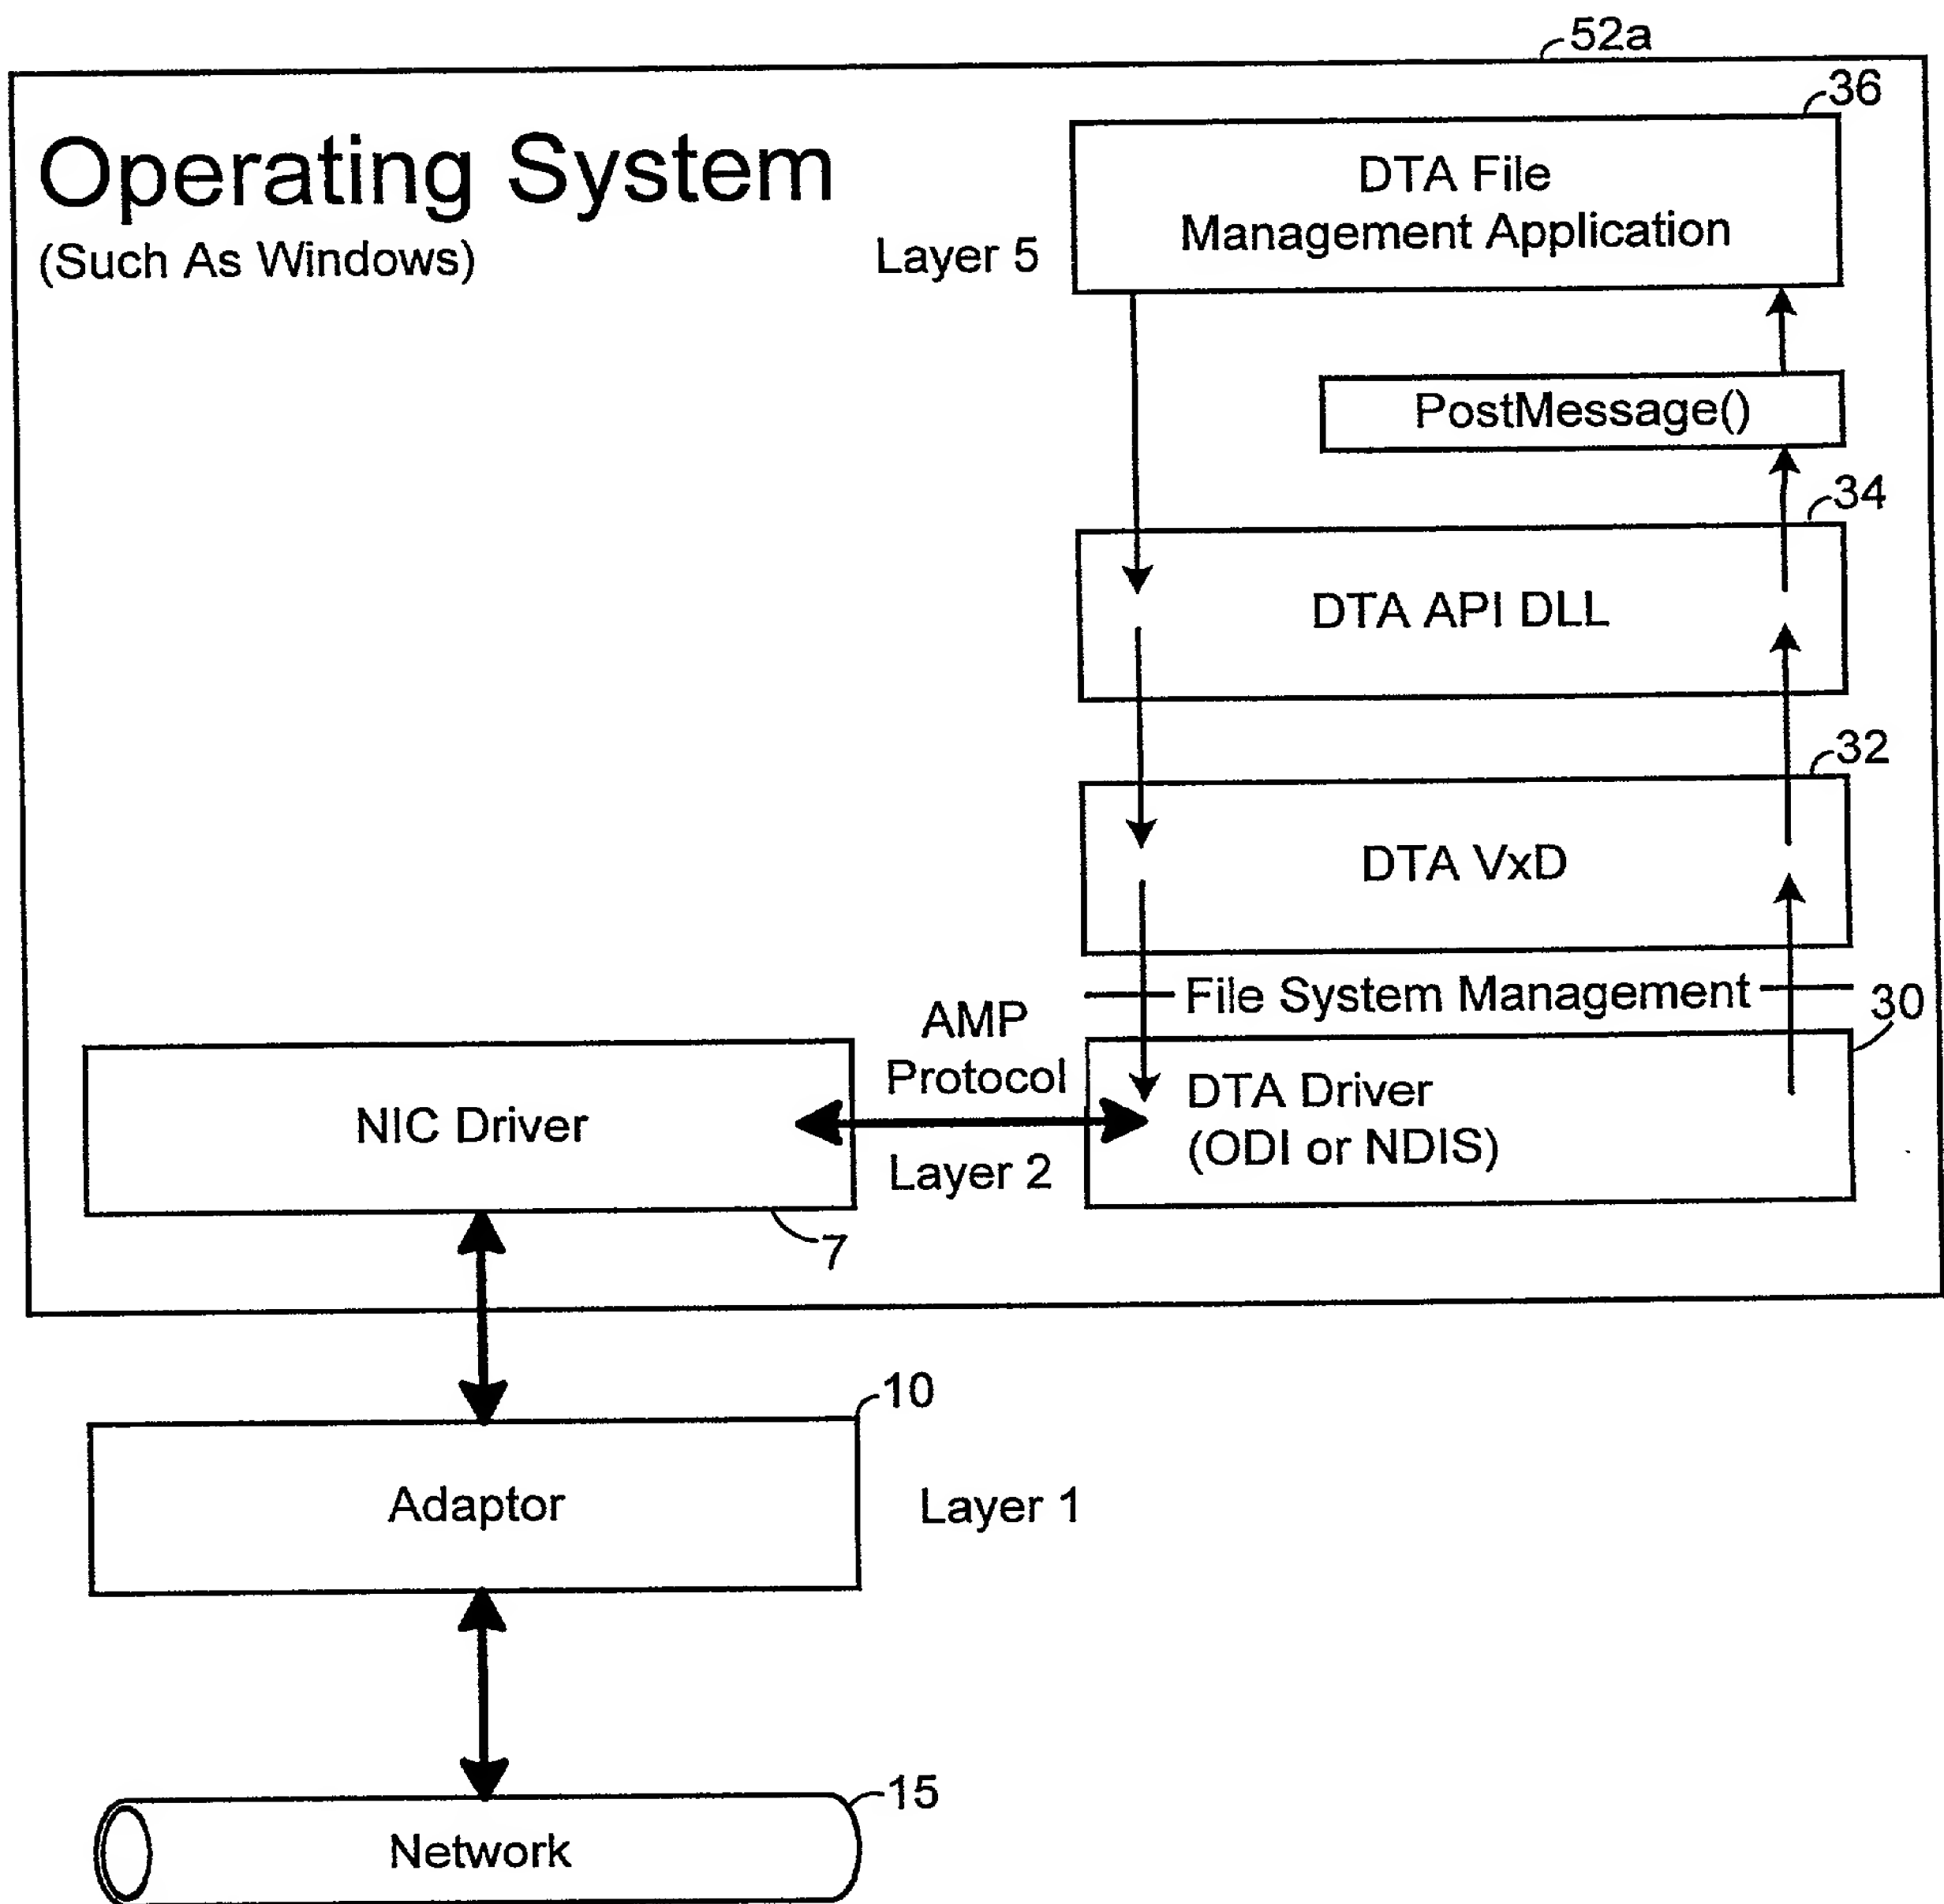 52a
36
Operating System
(Such As Windows)
DTA File
Management Application
Layer 5
PostMessage()
34
DTA API DLL
32
DTA VxD
File System Management
30
AMP
Protocol
Layer 2
NIC Driver
DTA Driver
(ODI or NDIS)
7
10
Adaptor
Layer 1
15
Network